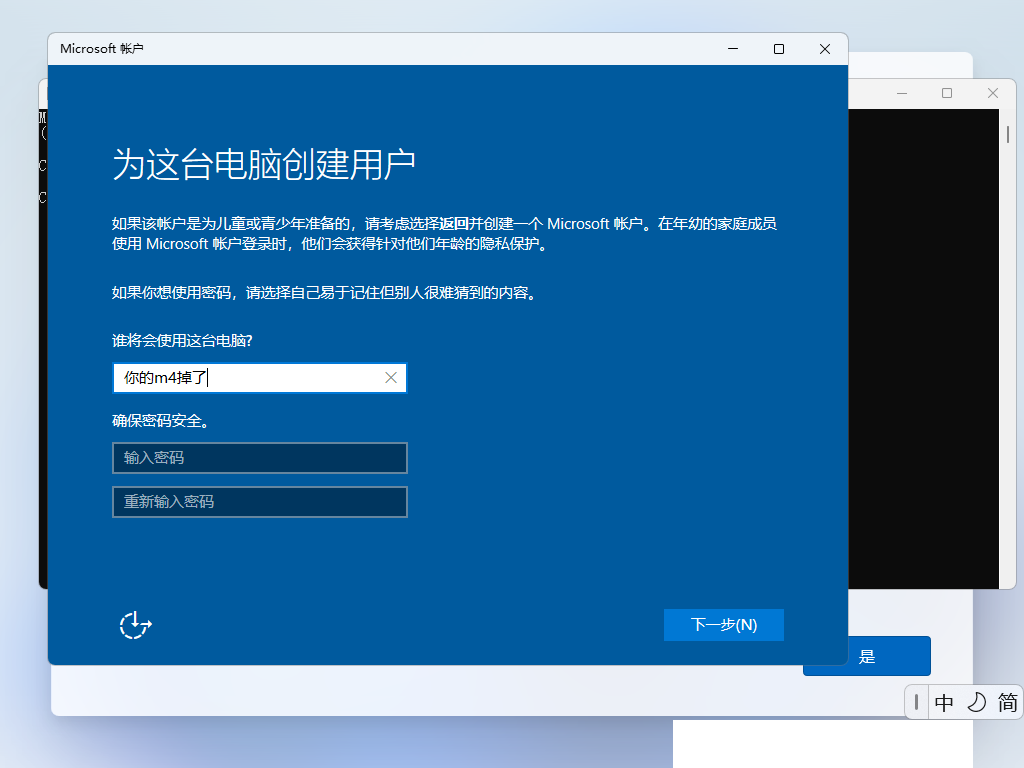 Microsoft 帐户
M
(
C
C
为这台电脑创建用户
如果该帐户是为儿童或青少年准备的，请考虑选择返回并创建一个 Microsoft 帐户。在年幼的家庭成员
使用 Microsoft 帐户登录时，他们会获得针对他们年龄的隐私保护。
如果你想使用密码，请选择自己易于记住但别人很难猜到的内容。
谁将会使用这台电脑?
你的m4掉了
确保密码安全。
输入密码
重新输入密码
下一步(N)
是
中 简